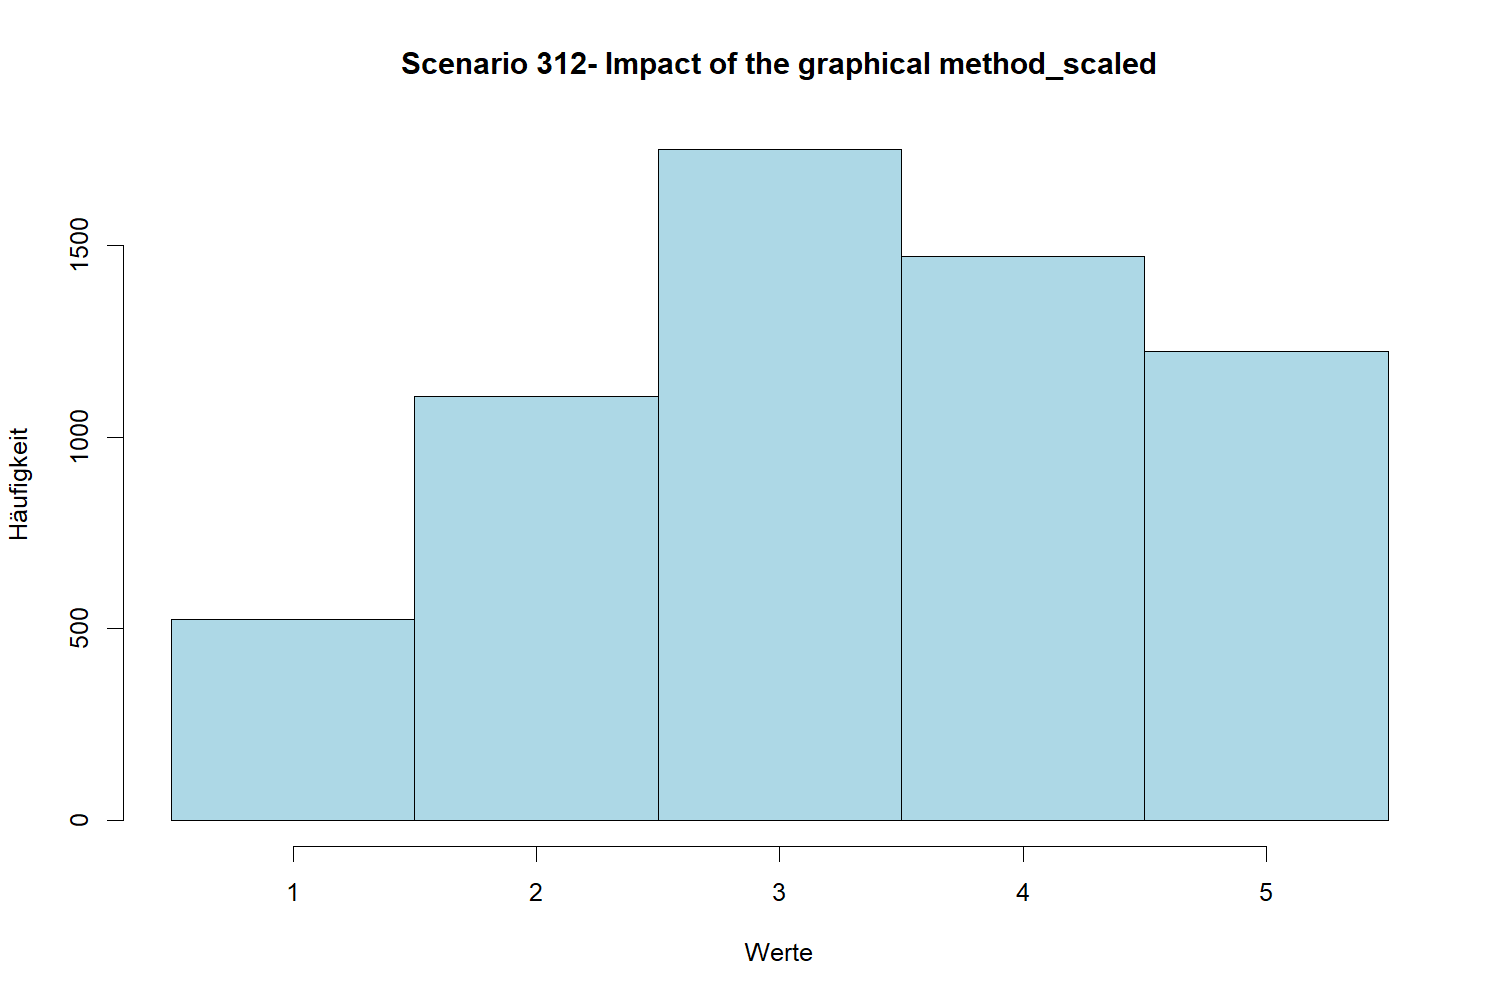 Scenario 312- Impact of the graphical method_scaled
Häufigkeit
1500
1000
500
0
1 2 3 4 5
Werte